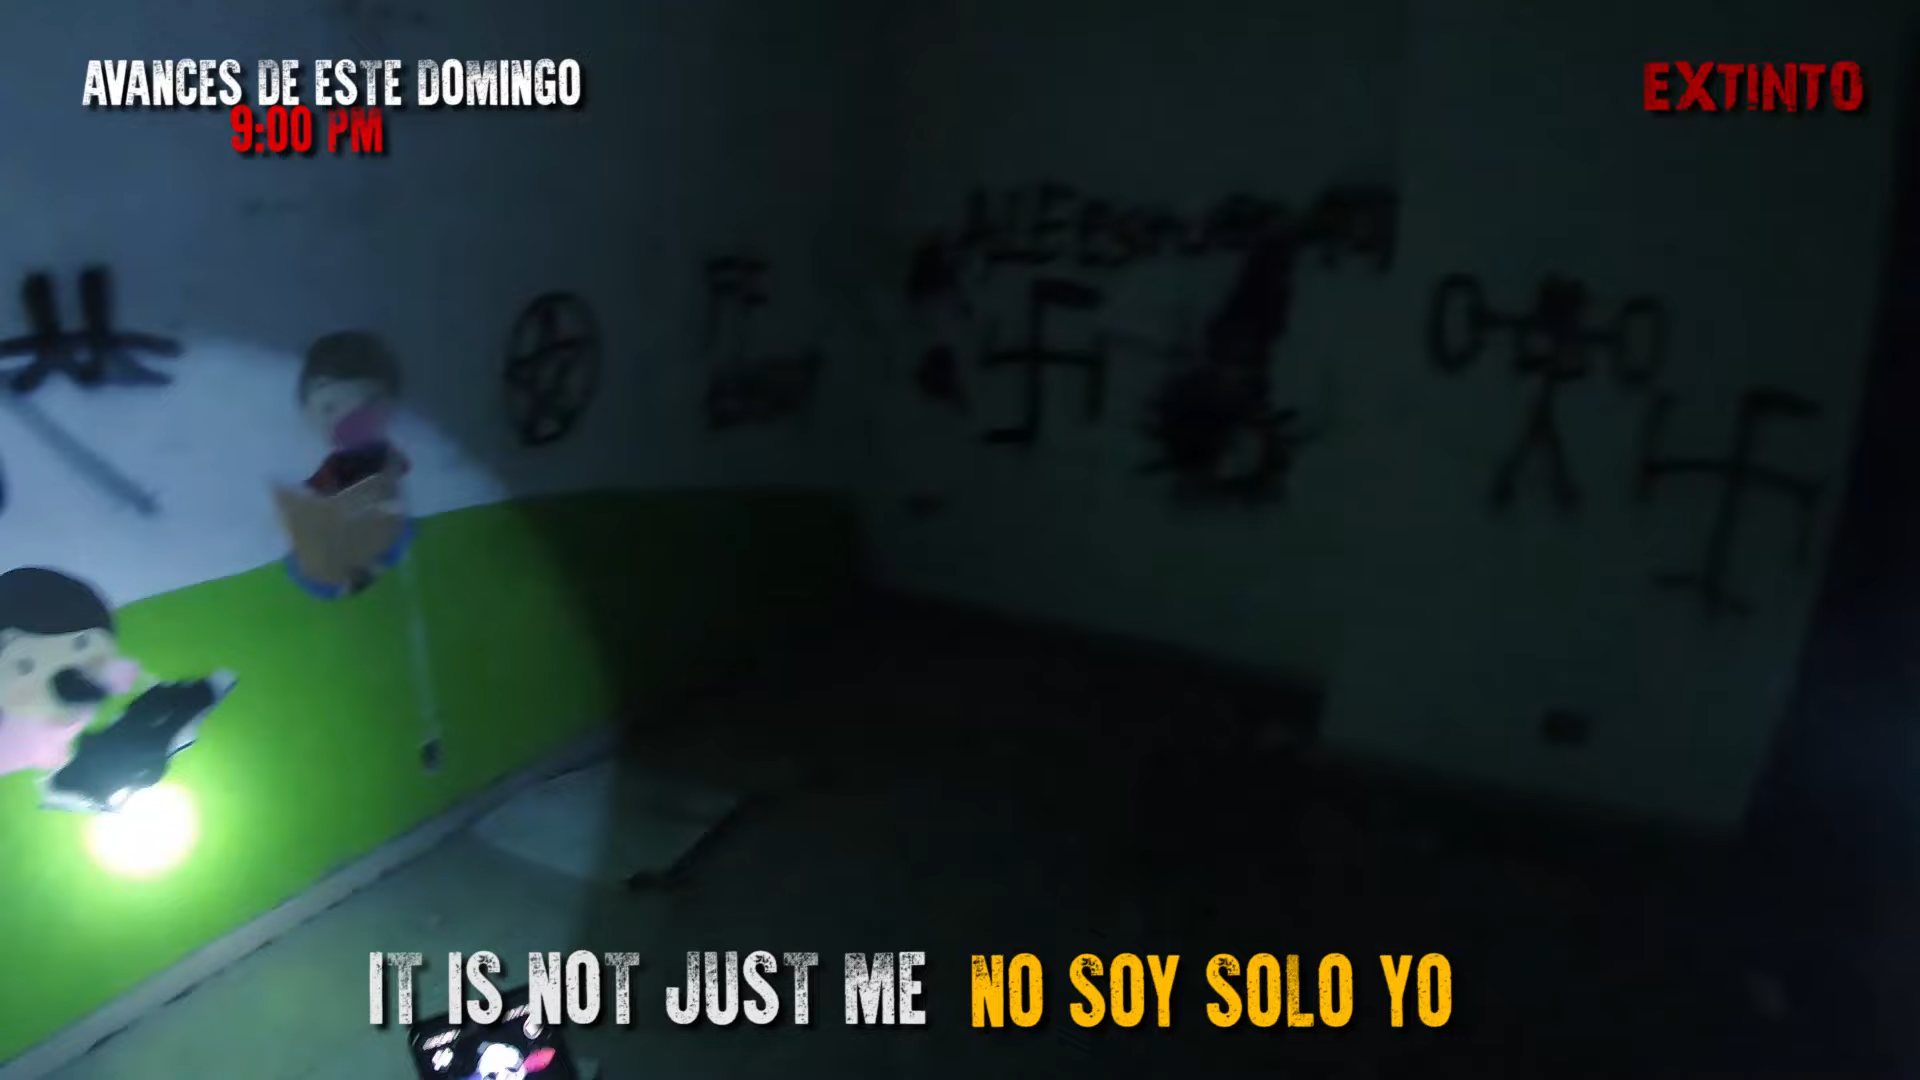 AVANCES DE ESTE DOMINGO
9:00 PM
EXTINTO
IT IS NOT JUST ME NO SOY SOLO YO